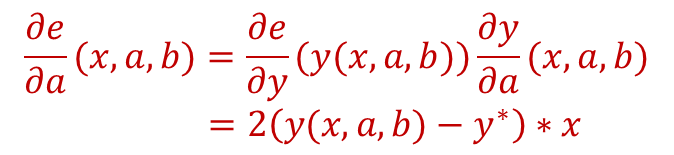 ∂e/∂a (x, a, b) = ∂e/∂y (y(x, a, b)) ∂y/∂a (x, a, b)
= 2(y(x, a, b) − y*) ∗ x